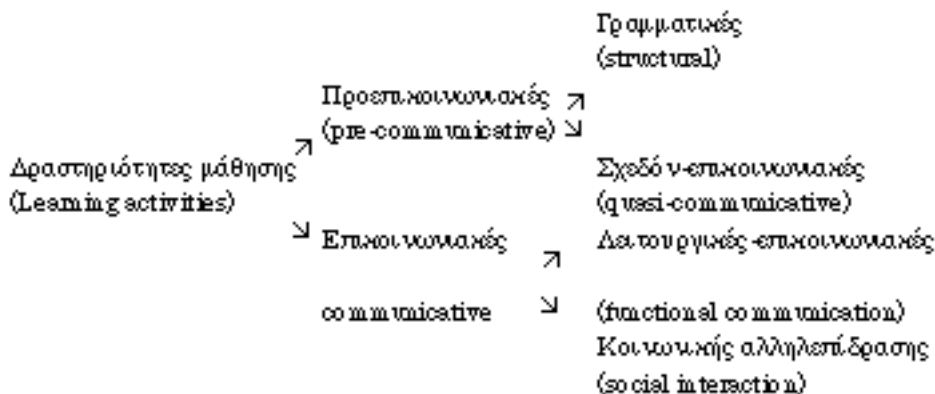 Γραμματικές
(structural)
Προεπικοινωνιακές ↗
(pre-communicative) ↘
↗
Δραστηριότητες μάθησης
(Learning activities)
Σχεδόν-επικοινωνιακές
(quasi-communicative)
↘ Επικοινωνιακές ↗ Λειτουργικές-επικοινωνιακές
communicative ↘ (functional communication)
Κοινωνικής αλληλεπίδρασης
(social interaction)